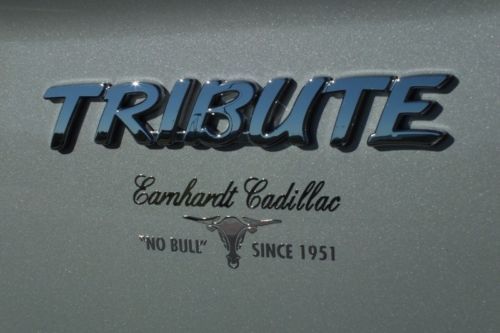 TRIBUTE
Earnhardt Cadillac
"NO BULL" SINCE 1951